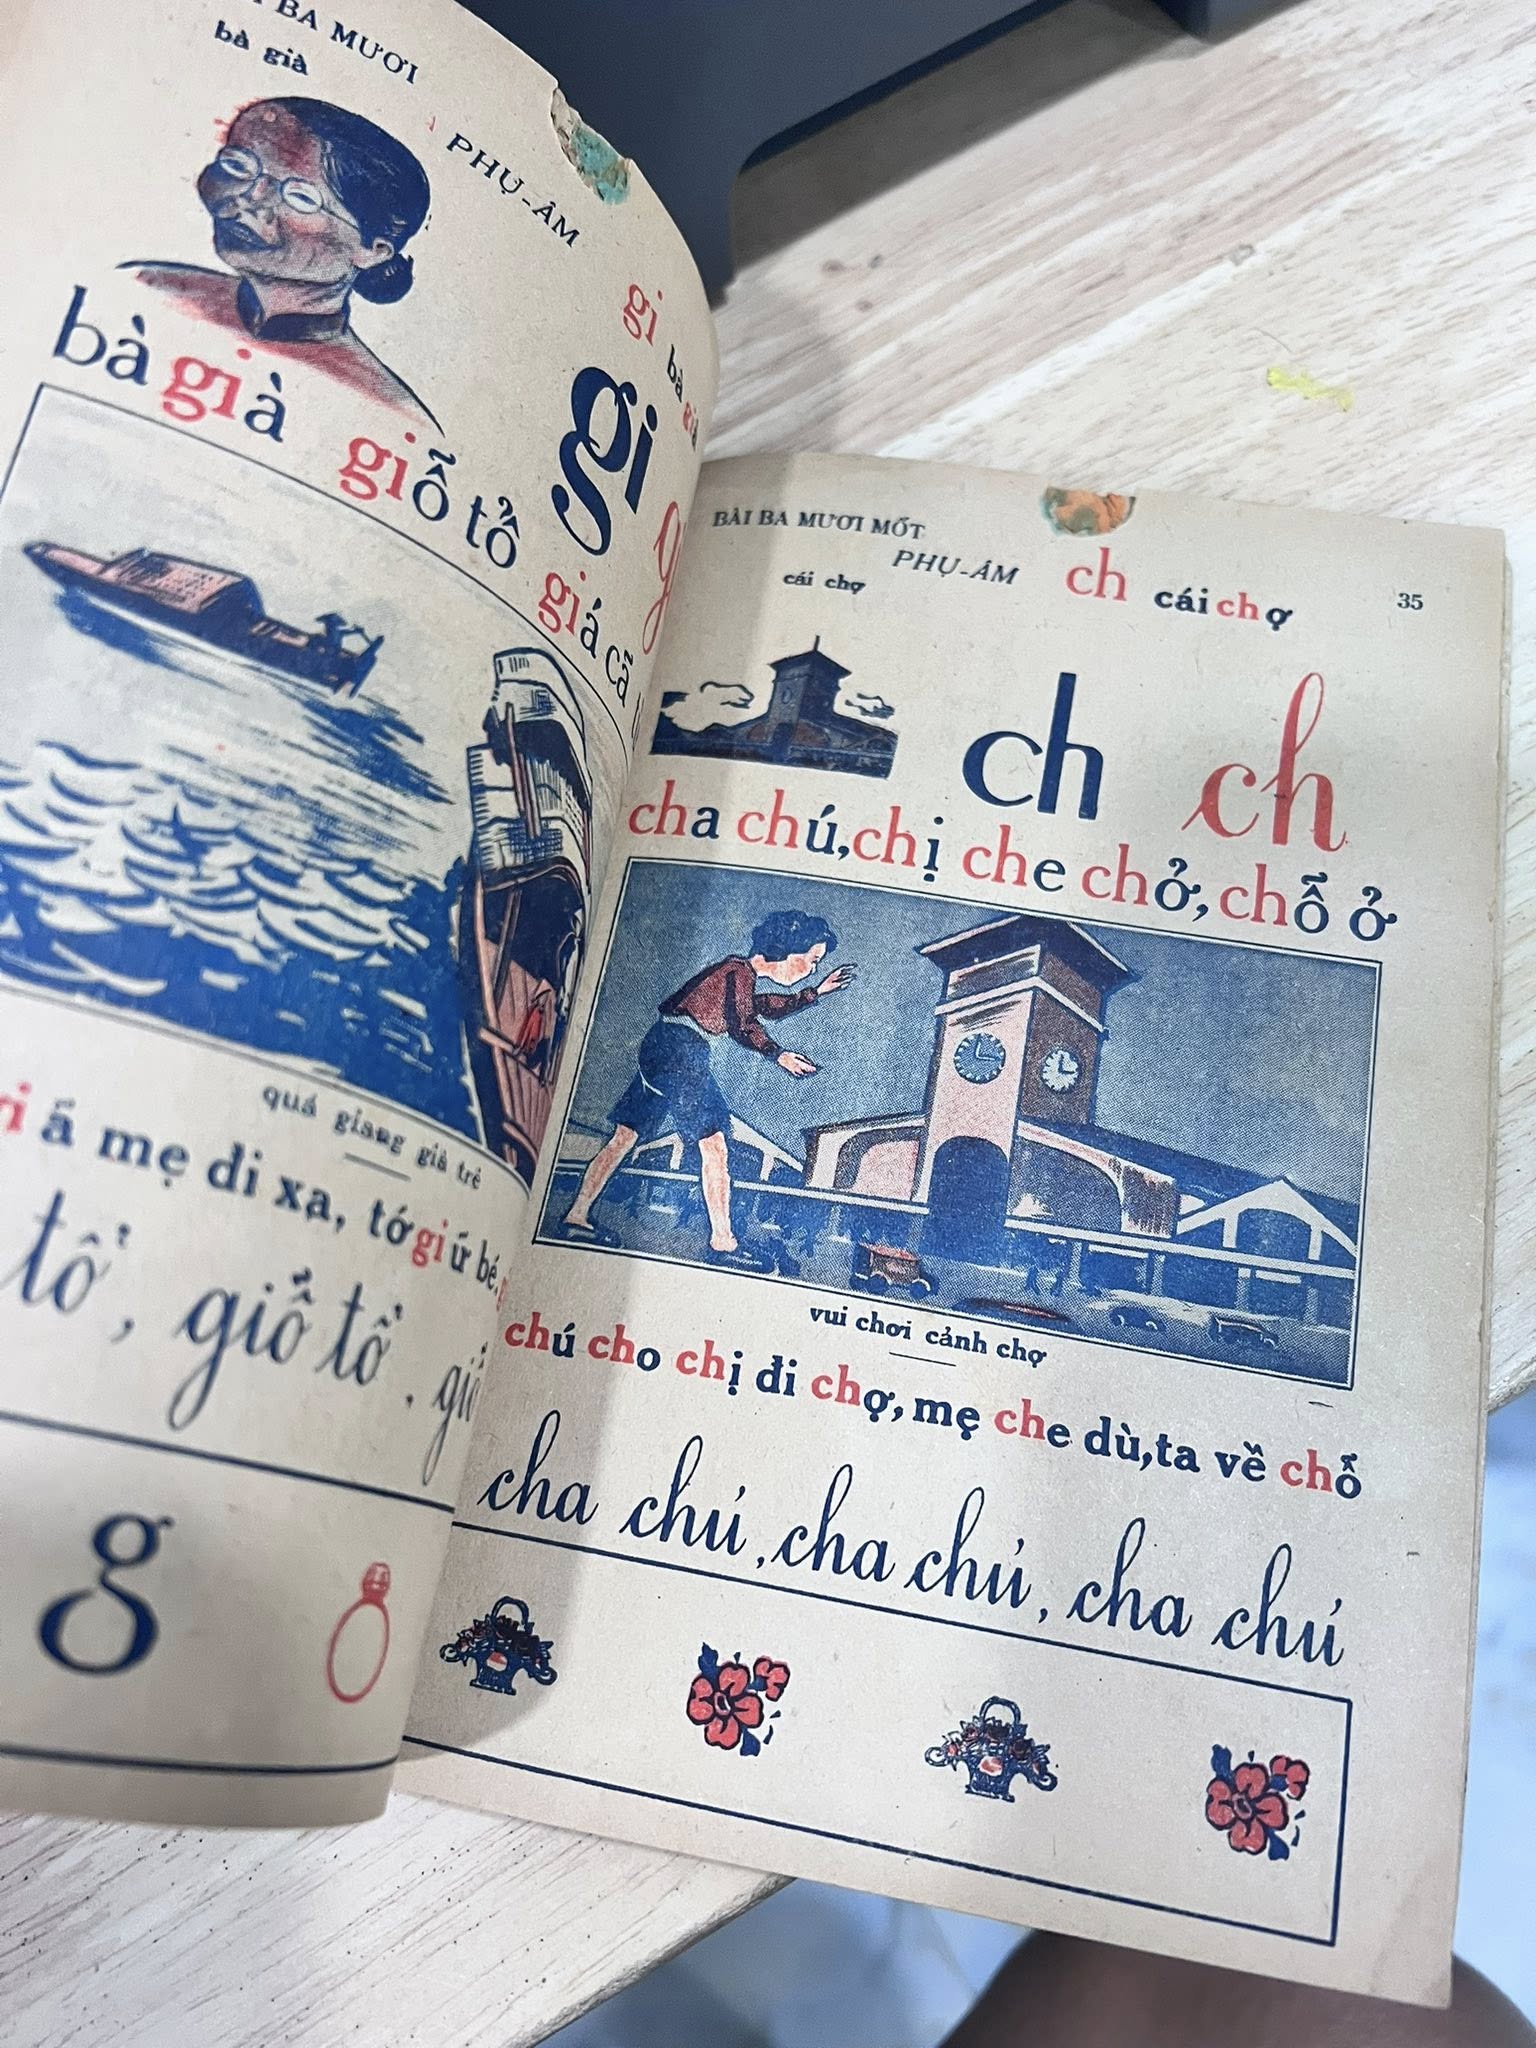 BA MƯƠI
bà già
PHỤ-ÂM
gi
bà già
gi
bà già
giỗ tổ
giá cả
quá giang già trẻ
ả mẹ đi xa, tớ giứ bé,
tổ, giỗ tổ,
g
BÀI BA MƯƠI MỐT
PHỤ-ÂM ch cái chợ
35
cái chợ
ch ch
cha chú, chị che chở, chỗ ở
vui chơi cảnh chợ
chú cho chị đi chợ, mẹ che dù, ta về chỗ
cha chú, cha chú, cha chú